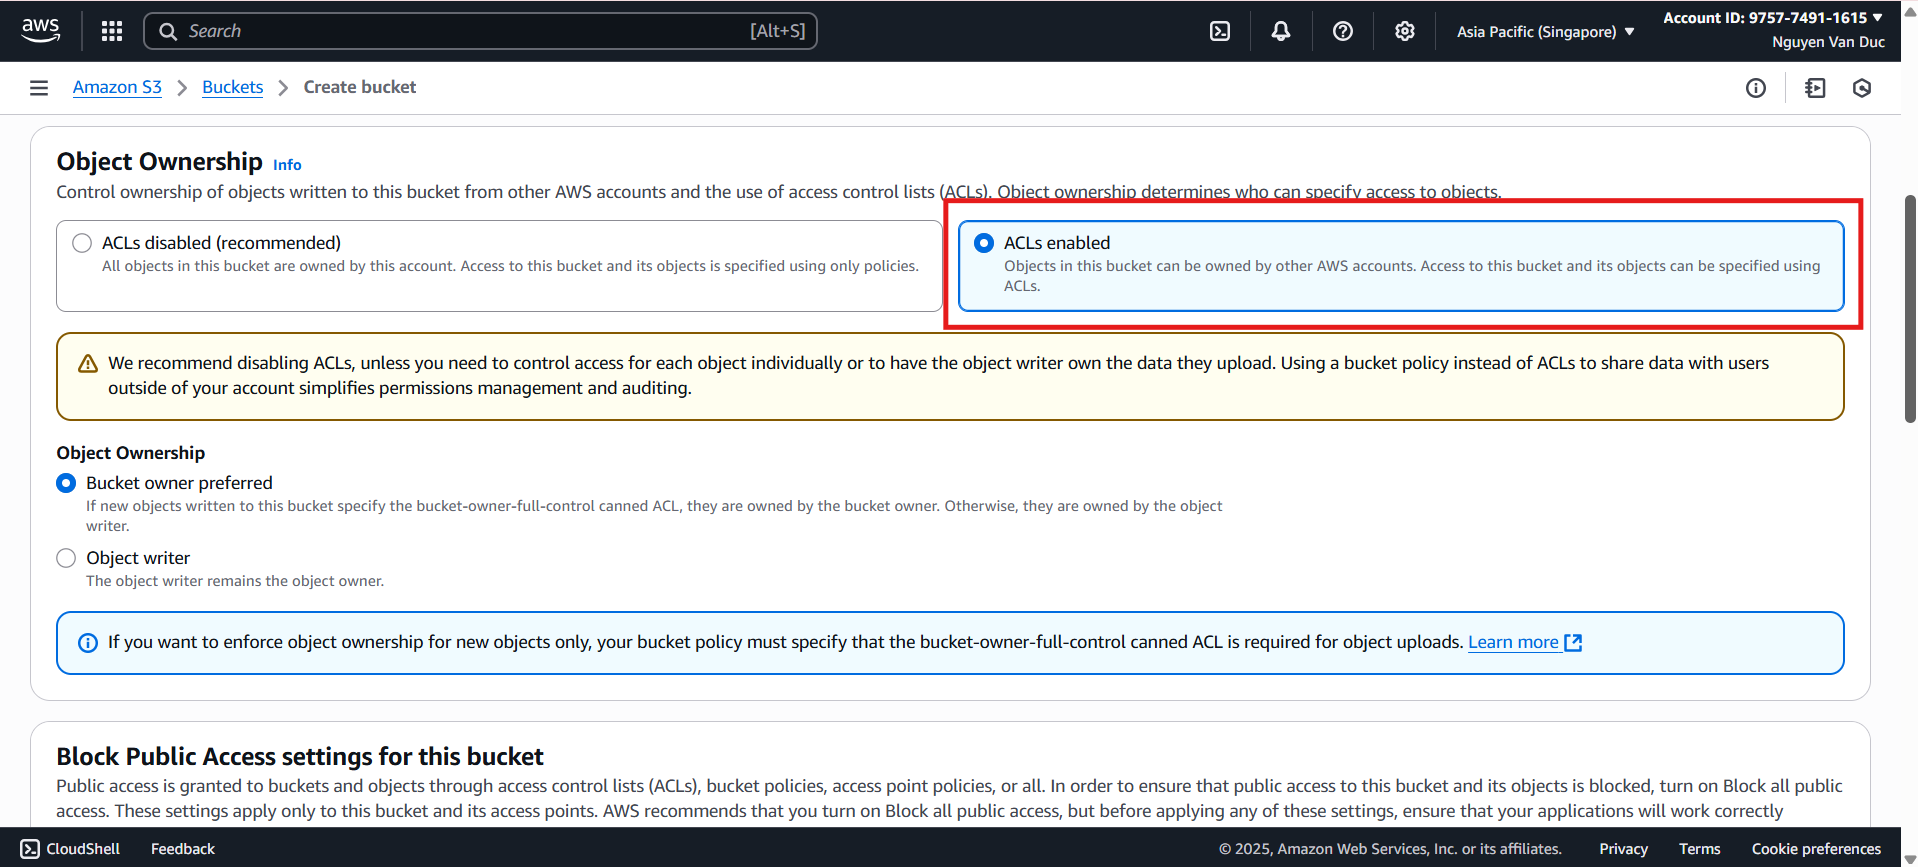 aws
Search
[Alt+S]
Asia Pacific (Singapore)
Account ID: 9757-7491-1615
Nguyen Van Duc
Amazon S3 > Buckets > Create bucket
Object Ownership Info
Control ownership of objects written to this bucket from other AWS accounts and the use of access control lists (ACLs). Object ownership determines who can specify access to objects.
ACLs disabled (recommended)
All objects in this bucket are owned by this account. Access to this bucket and its objects is specified using only policies.
ACLs enabled
Objects in this bucket can be owned by other AWS accounts. Access to this bucket and its objects can be specified using
ACLs.
We recommend disabling ACLs, unless you need to control access for each object individually or to have the object writer own the data they upload. Using a bucket policy instead of ACLs to share data with users
outside of your account simplifies permissions management and auditing.
Object Ownership
Bucket owner preferred
If new objects written to this bucket specify the bucket-owner-full-control canned ACL, they are owned by the bucket owner. Otherwise, they are owned by the object
writer.
Object writer
The object writer remains the object owner.
If you want to enforce object ownership for new objects only, your bucket policy must specify that the bucket-owner-full-control canned ACL is required for object uploads. Learn more
Block Public Access settings for this bucket
Public access is granted to buckets and objects through access control lists (ACLs), bucket policies, access point policies, or all. In order to ensure that public access to this bucket and its objects is blocked, turn on Block all public
access. These settings apply only to this bucket and its access points. AWS recommends that you turn on Block all public access, but before applying any of these settings, ensure that your applications will work correctly
CloudShell
Feedback
© 2025, Amazon Web Services, Inc. or its affiliates.
Privacy
Terms
Cookie preferences